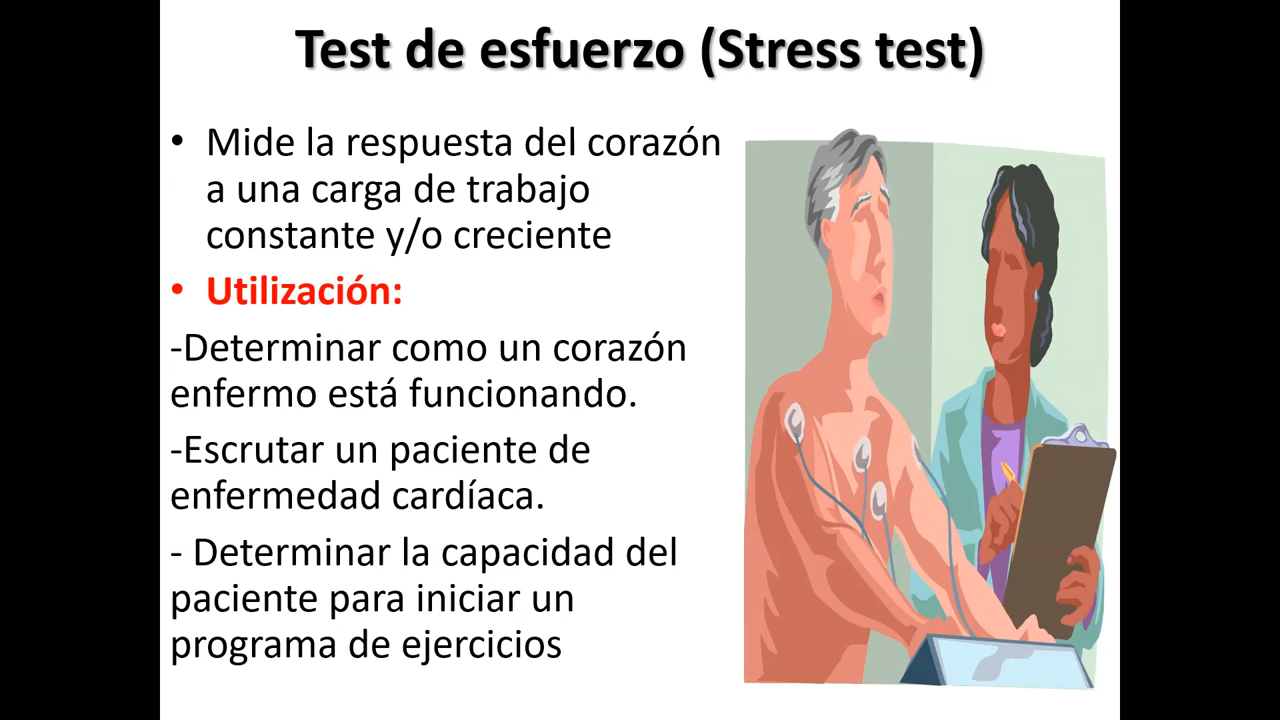 Test de esfuerzo (Stress test)
• Mide la respuesta del corazón
a una carga de trabajo
constante y/o creciente
• Utilización:
-Determinar como un corazón
enfermo está funcionando.
-Escrutar un paciente de
enfermedad cardíaca.
- Determinar la capacidad del
paciente para iniciar un
programa de ejercicios